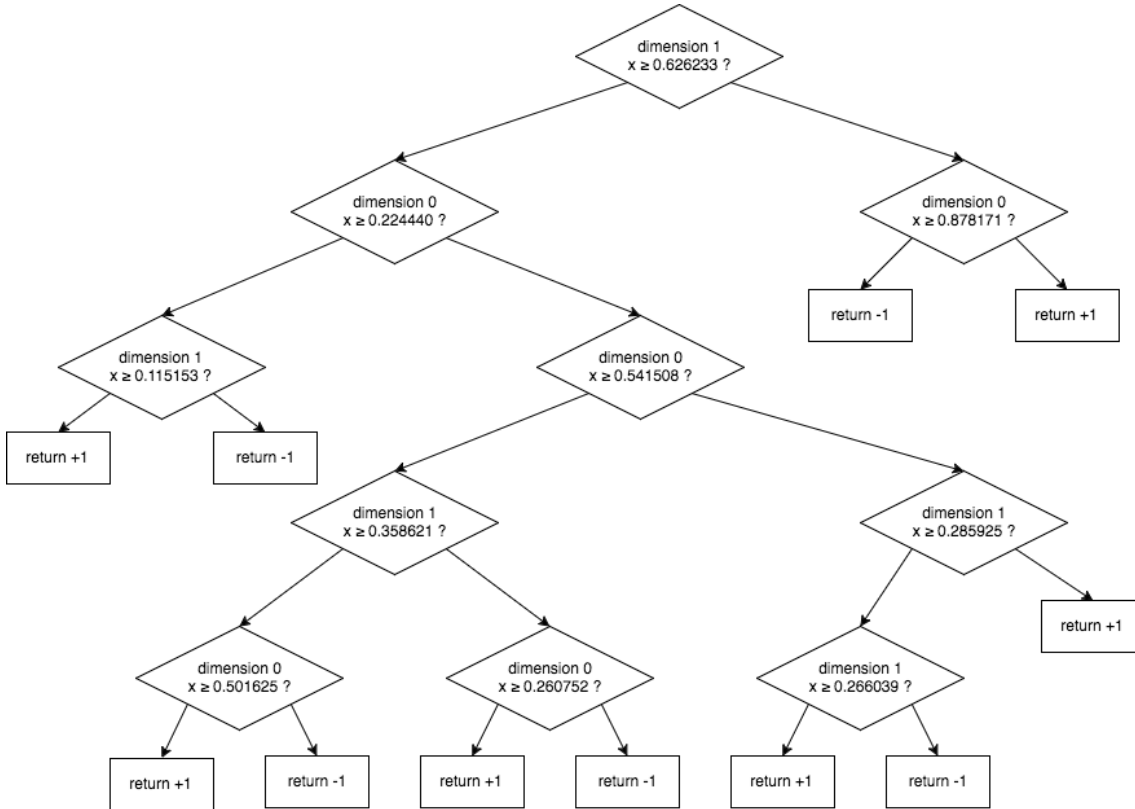 dimension 1
x ≥ 0.626233 ?
dimension 0
x ≥ 0.224440 ?
dimension 0
x ≥ 0.878171 ?
return -1
return +1
dimension 1
x ≥ 0.115153 ?
dimension 0
x ≥ 0.541508 ?
return +1
return -1
dimension 1
x ≥ 0.358621 ?
dimension 1
x ≥ 0.285925 ?
return +1
dimension 0
x ≥ 0.501625 ?
dimension 0
x ≥ 0.260752 ?
dimension 1
x ≥ 0.266039 ?
return +1
return -1
return +1
return -1
return +1
return -1